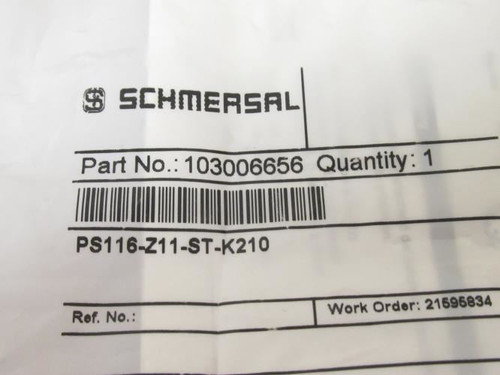 SCHMERSAL
Part No.: 103006656 Quantity: 1
PS116-Z11-ST-K210
Ref. No.: Work Order: 21595834